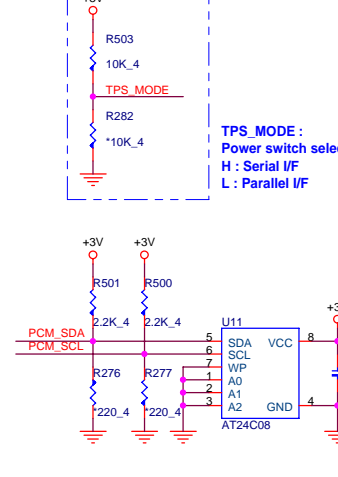 R503
10K_4
TPS_MODE
R282
*10K_4
TPS_MODE :
Power switch
H : Serial I/F
L : Parallel I/F
+3V +3V
R501 R500
2.2K_4 2.2K_4
PCM_SDA
PCM_SCL
R276 R277
*220_4 *220_4
U11
5 SDA VCC 8
6 SCL
7 WP
1 A0
2 A1
3 A2 GND 4
AT24C08